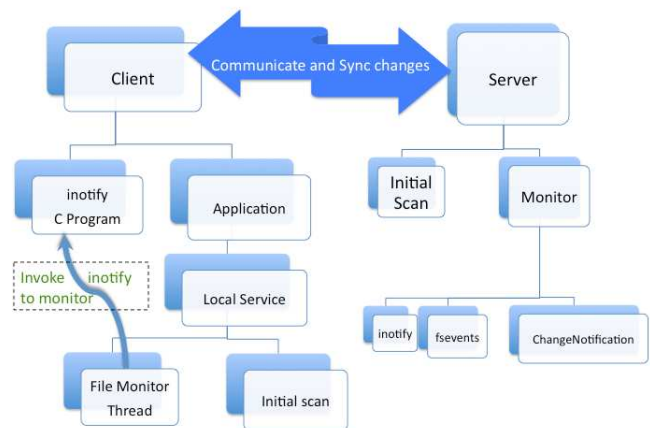 Communicate and Sync changes
Client
Server
inotify
C Program
Application
Initial
Scan
Monitor
Invoke inotify
to monitor
Local Service
inotify
fsevents
ChangeNotification
File Monitor
Thread
Initial scan